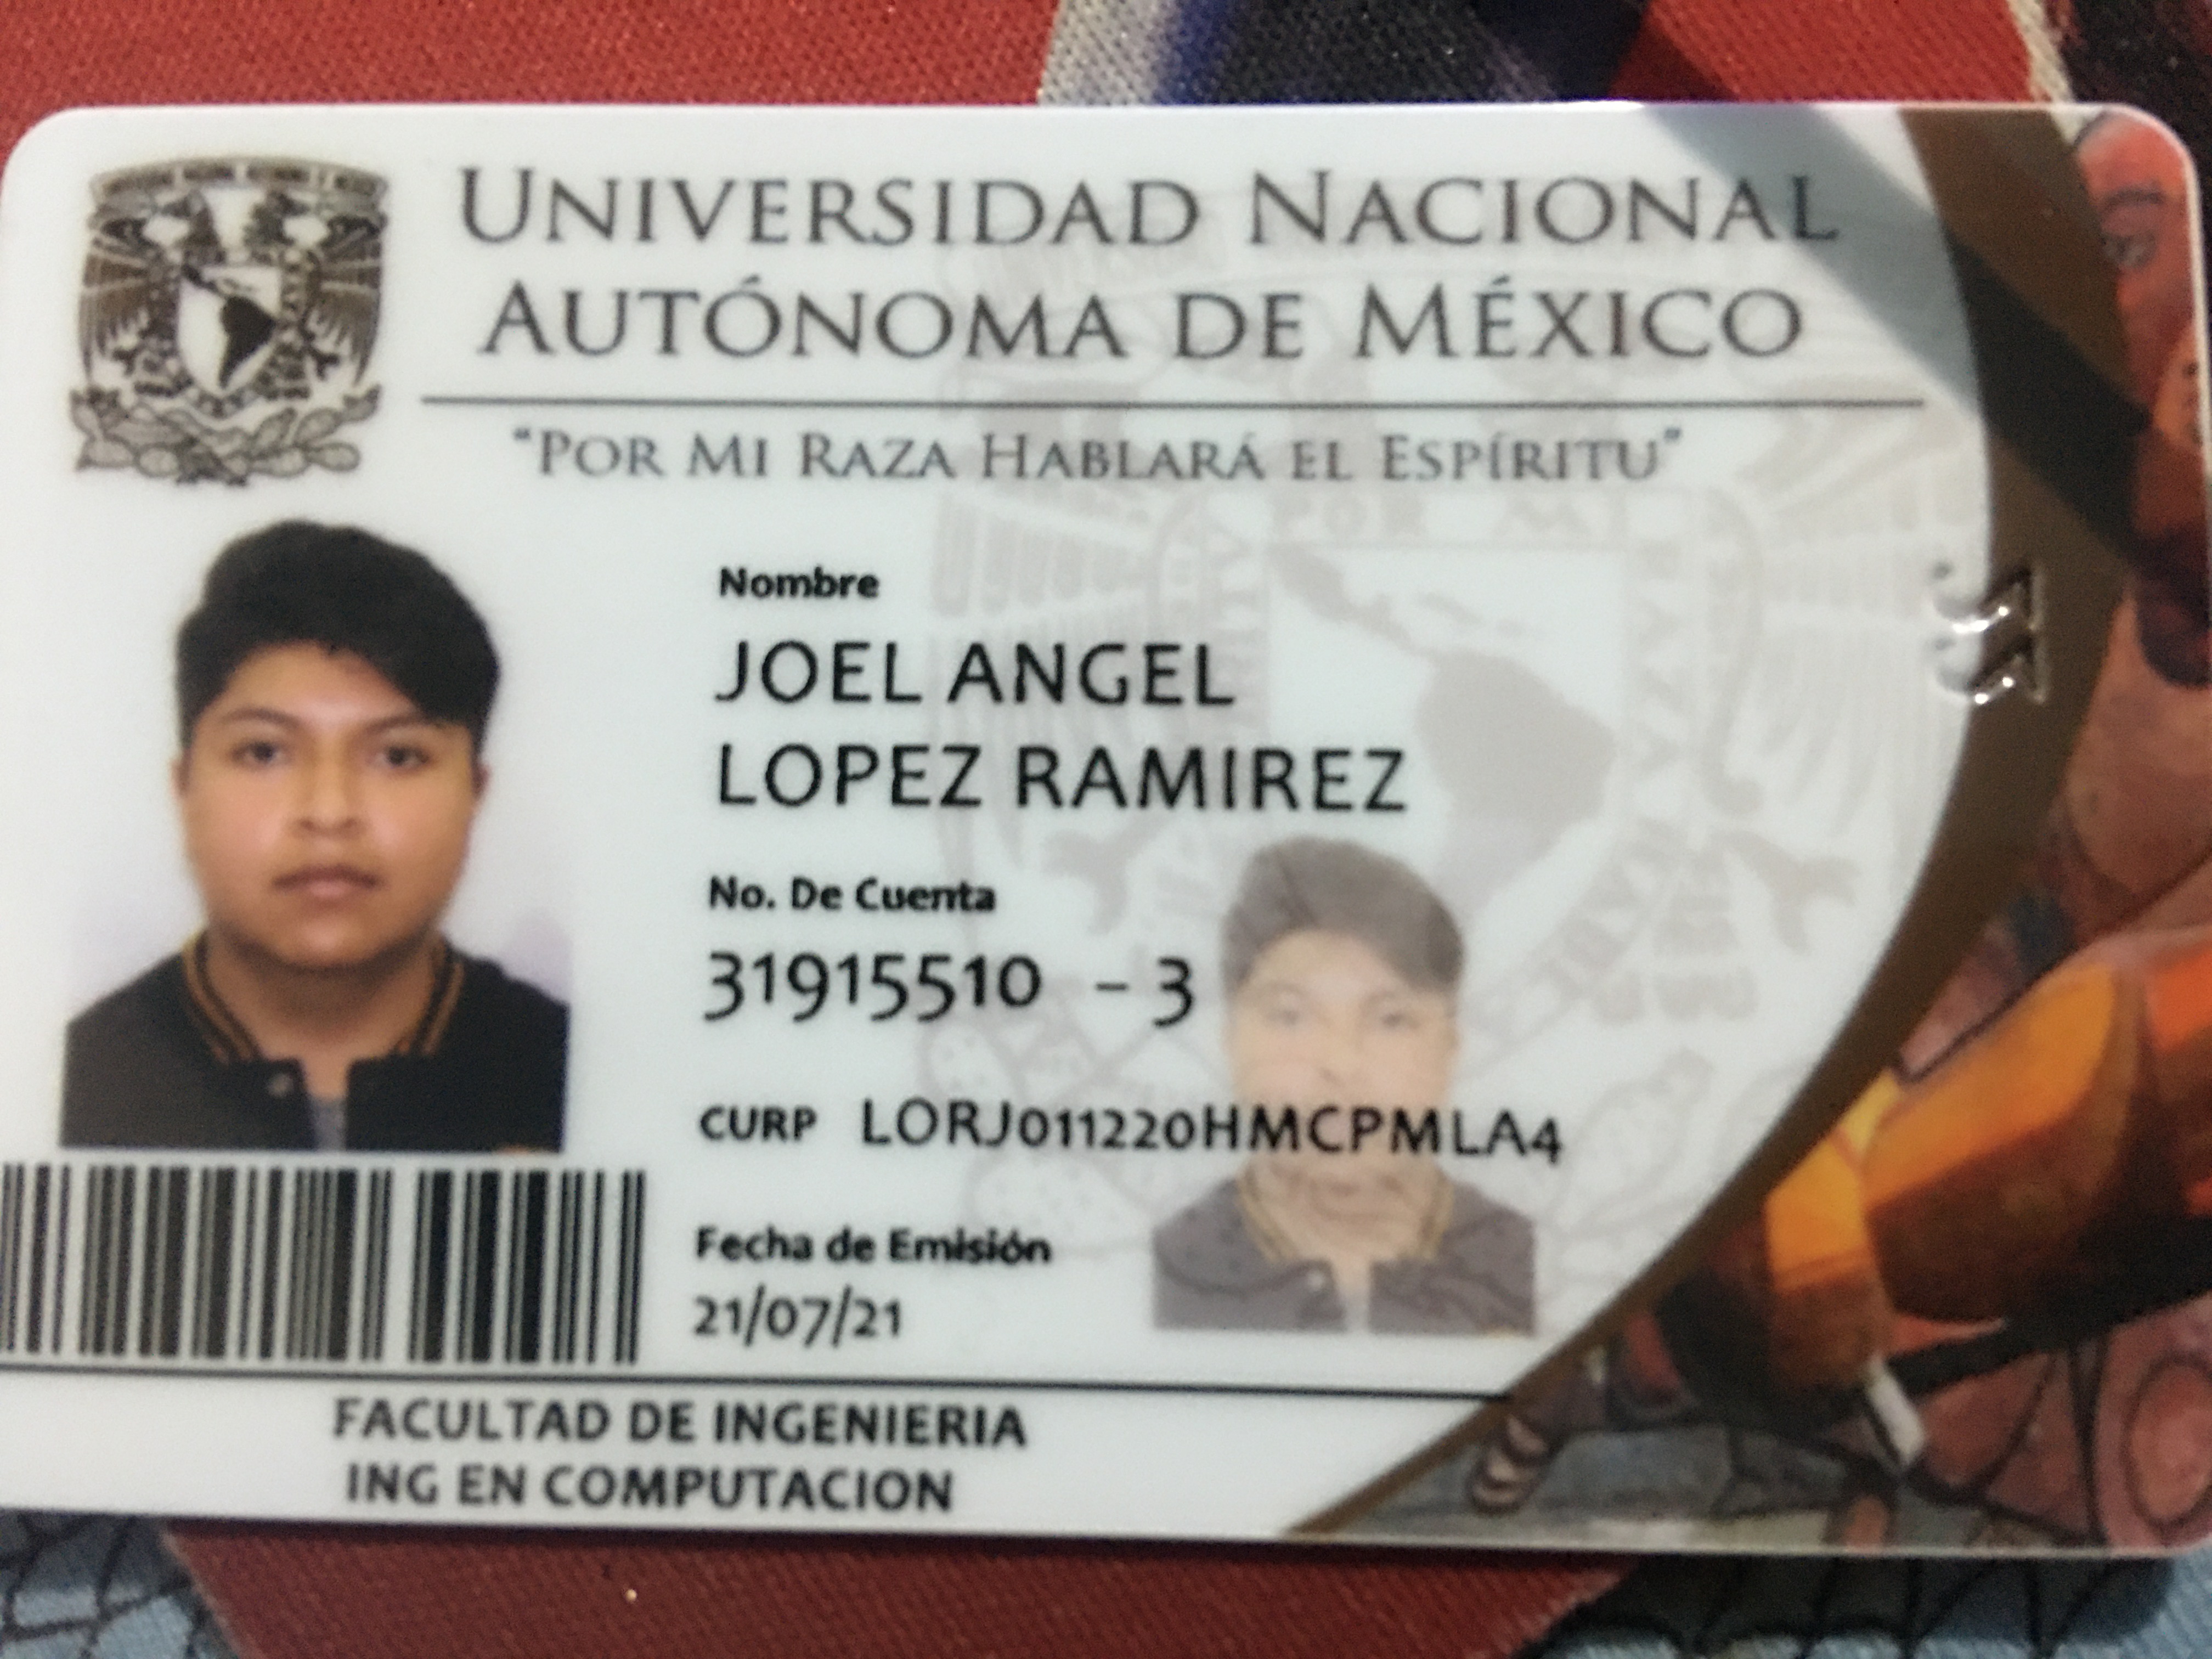 UNIVERSIDAD NACIONAL
AUTÓNOMA DE MÉXICO
"POR MI RAZA HABLARÁ EL ESPÍRITU"
Nombre
JOEL ANGEL
LOPEZ RAMIREZ
No. De Cuenta
31915510 - 3
CURP LORJ011220HMCPMLA4
Fecha de Emisión
21/07/21
FACULTAD DE INGENIERIA
ING EN COMPUTACION